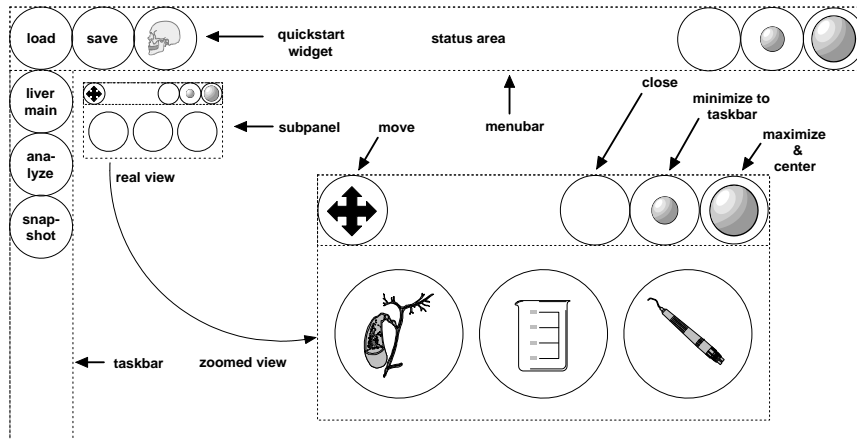 load
save
quickstart
widget
status area
liver
main
ana-
lyze
snap-
shot
subpanel
move
menubar
close
minimize to
taskbar
maximize
&
center
real view
taskbar
zoomed view